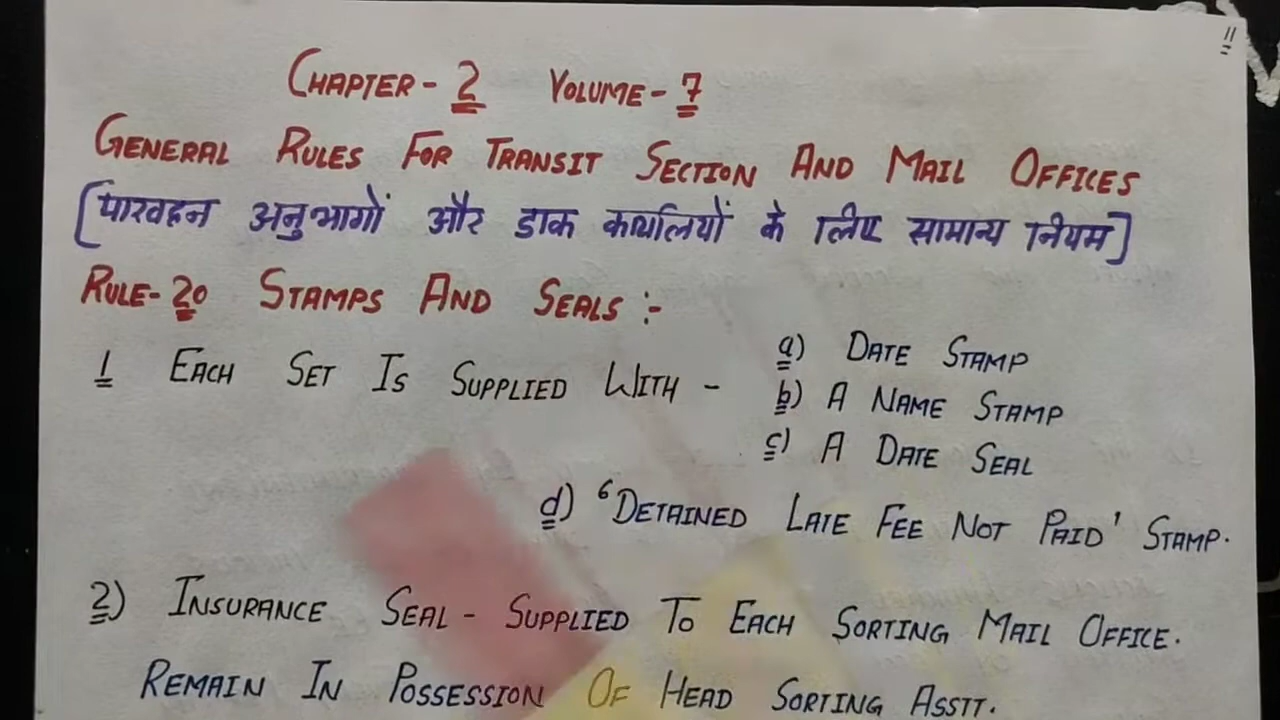 11
CHAPTER - 2 VOLUME - 7
GENERAL RULES FOR TRANSIT SECTION AND MAIL OFFICES
[पारवहन अनुभागों और डाक कार्यालयों के लिए सामान्य नियम]
RULE - 20 STAMPS AND SEALS :-
1 EACH SET IS SUPPLIED WITH - a) DATE STAMP
b) A NAME STAMP
c) A DATE SEAL
d) 'DETAINED LATE FEE NOT PAID' STAMP.
2) INSURANCE SEAL - SUPPLIED TO EACH SORTING MAIL OFFICE.
REMAIN IN POSSESSION OF HEAD SORTING ASSTT.